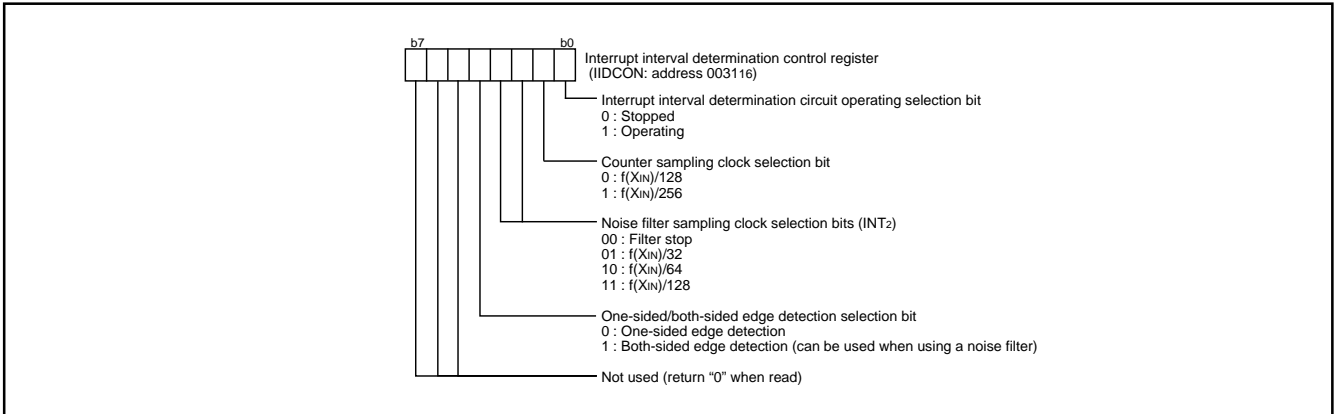 b7 b0
Interrupt interval determination control register
(IIDCON: address 003116)
Interrupt interval determination circuit operating selection bit
0 : Stopped
1 : Operating
Counter sampling clock selection bit
0 : f(XIN)/128
1 : f(XIN)/256
Noise filter sampling clock selection bits (INT2)
00 : Filter stop
01 : f(XIN)/32
10 : f(XIN)/64
11 : f(XIN)/128
One-sided/both-sided edge detection selection bit
0 : One-sided edge detection
1 : Both-sided edge detection (can be used when using a noise filter)
Not used (return “0” when read)